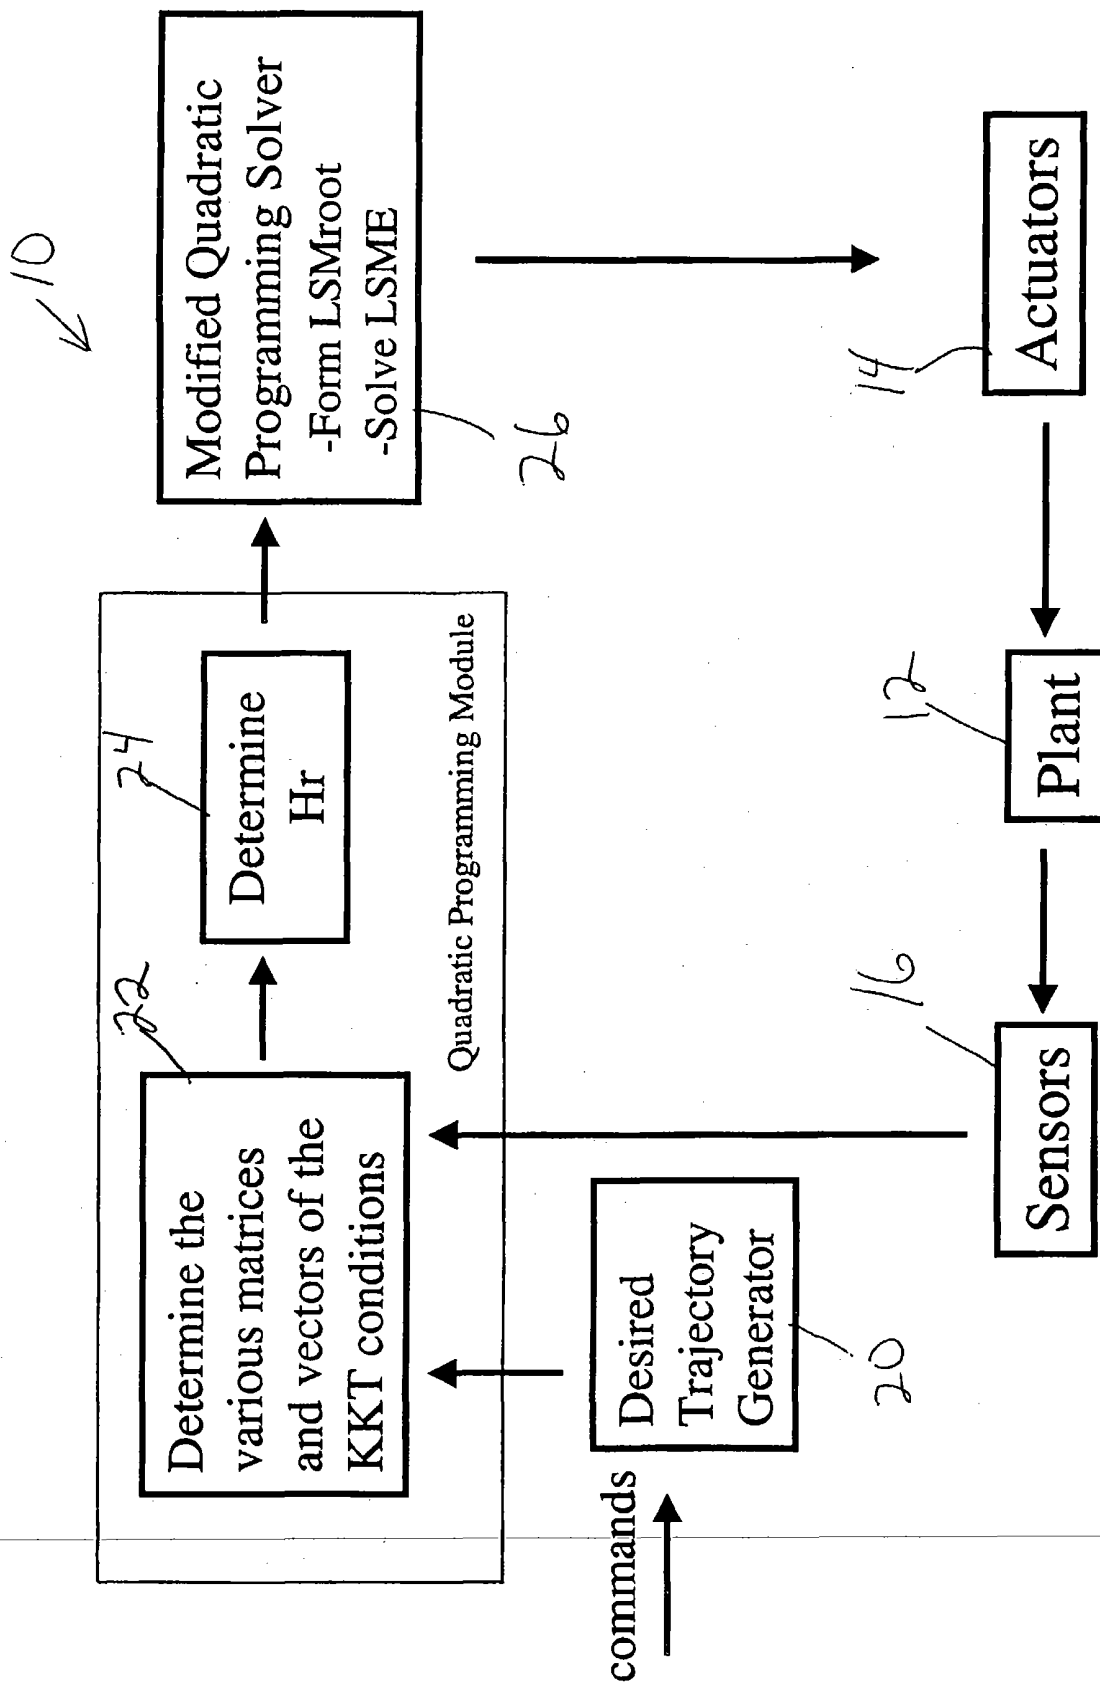 10
Modified Quadratic
Programming Solver
-Form LSMroot
-Solve LSME
26
24
Determine
Hr
22
Determine the
various matrices
and vectors of the
KKT conditions
Quadratic Programming Module
commands
Desired
Trajectory
Generator
20
Sensors
16
Plant
12
Actuators
14